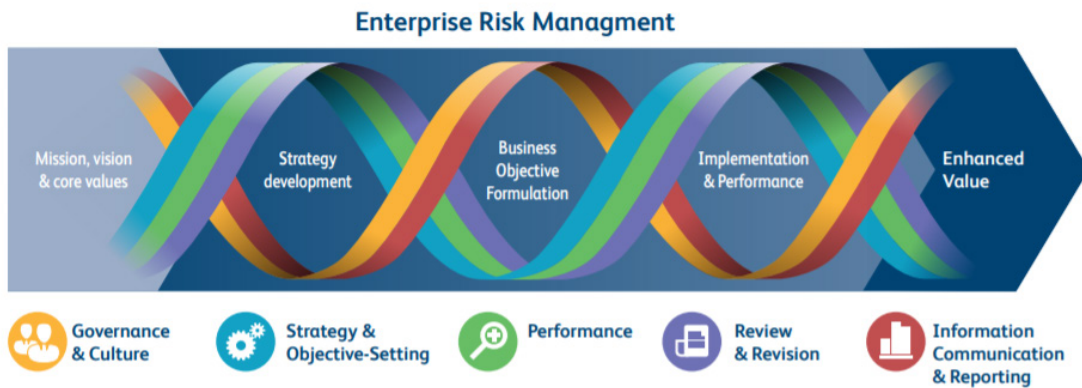 Enterprise Risk Managment
Mission, vision
& core values
Strategy
development
Business
Objective
Formulation
Implementation
& Performance
Enhanced
Value
Governance
& Culture
Strategy &
Objective-Setting
Performance
Review
& Revision
Information
Communication
& Reporting